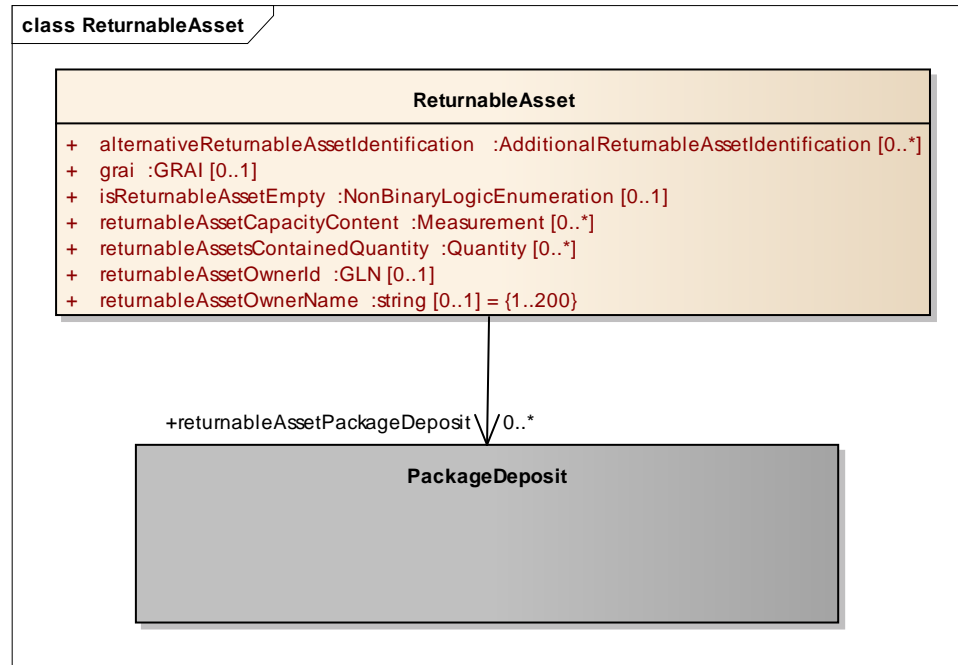 class ReturnableAsset
ReturnableAsset
+ alternativeReturnableAssetIdentification :AdditionalReturnableAssetIdentification [0..*]
+ grai :GRAI [0..1]
+ isReturnableAssetEmpty :NonBinaryLogicEnumeration [0..1]
+ returnableAssetCapacityContent :Measurement [0..*]
+ returnableAssetsContainedQuantity :Quantity [0..*]
+ returnableAssetOwnerId :GLN [0..1]
+ returnableAssetOwnerName :string [0..1] = {1..200}
+returnableAssetPackageDeposit 0..*
PackageDeposit